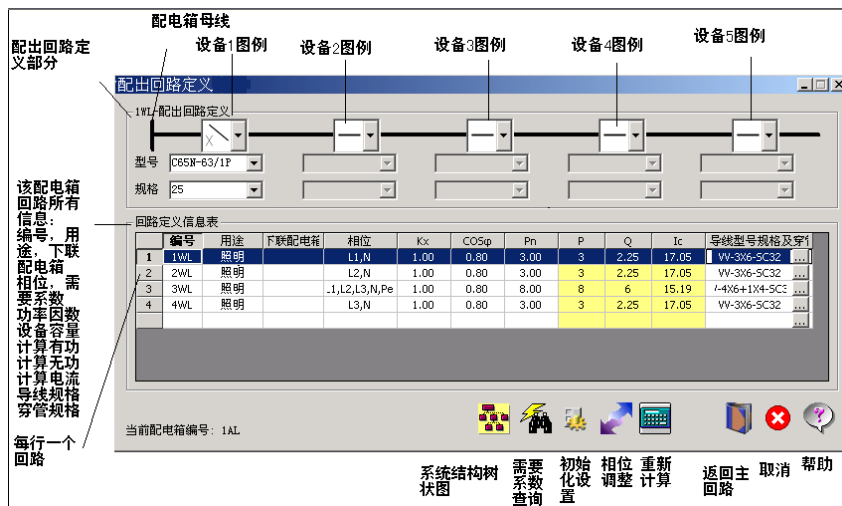 配电箱母线
配出回路定
义部分
设备1图例
设备2图例
设备3图例
设备4图例
设备5图例
配出回路定义
1WL-配出回路定义
型号 C65N-63/1P
规格 25
该配电箱
回路所有
信息：
编号，用
途，下联
配电箱
相位，需
要系数
功率因数
设备容量
计算有功
计算无功
计算电流
导线规格
穿管规格
每行一个
回路
回路定义信息表
编号 用途 下联配电箱 相位 Kx COSφ Pn P Q Ic 导线型号规格及穿
1 1WL 照明 L1,N 1.00 0.80 3.00 3 2.25 17.05 VV-3X6-SC32 ...
2 2WL 照明 L2,N 1.00 0.80 3.00 3 2.25 17.05 VV-3X6-SC32 ...
3 3WL 照明 L1,L2,L3,N,Pe 1.00 0.80 8.00 8 6 15.19 /-4X6+1X4-SC3 ...
4 4WL 照明 L3,N 1.00 0.80 3.00 3 2.25 17.05 VV-3X6-SC32 ...
...
当前配电箱编号: 1AL
系统结构树
状图
需要
系数
查询
初始
化设
置
相位
调整
重新
计算
返回主
回路
取消
帮助